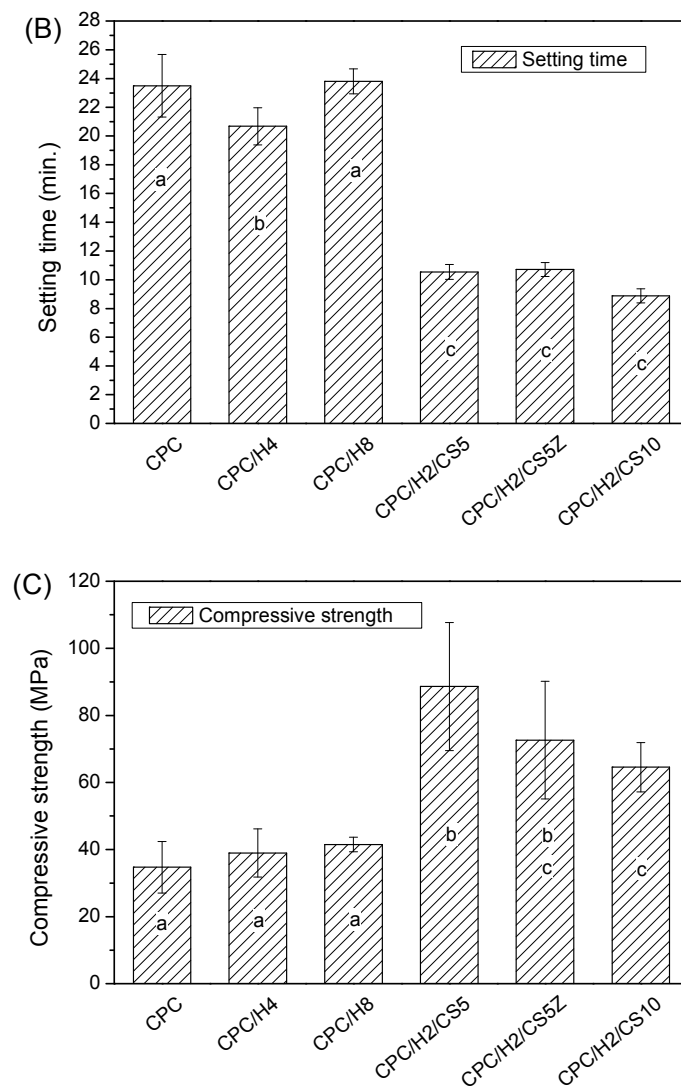 (B)
28
26
24
22
20
18
16
14
12
10
8
6
4
2
0
Setting time (min.)
Setting time
a
b
a
c
c
c
CPC
CPC/H4
CPC/H8
CPC/H2/CS5
CPC/H2/CS5Z
CPC/H2/CS10
(C)
120
100
80
60
40
20
0
Compressive strength (MPa)
Compressive strength
a
a
a
b
b
c
c
CPC
CPC/H4
CPC/H8
CPC/H2/CS5
CPC/H2/CS5Z
CPC/H2/CS10